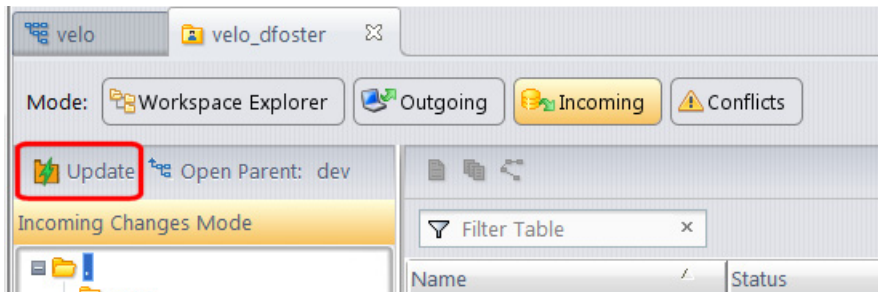 velo velo_dfoster
Mode: Workspace Explorer Outgoing Incoming Conflicts
Update Open Parent: dev
Incoming Changes Mode
Filter Table
.
Name Status